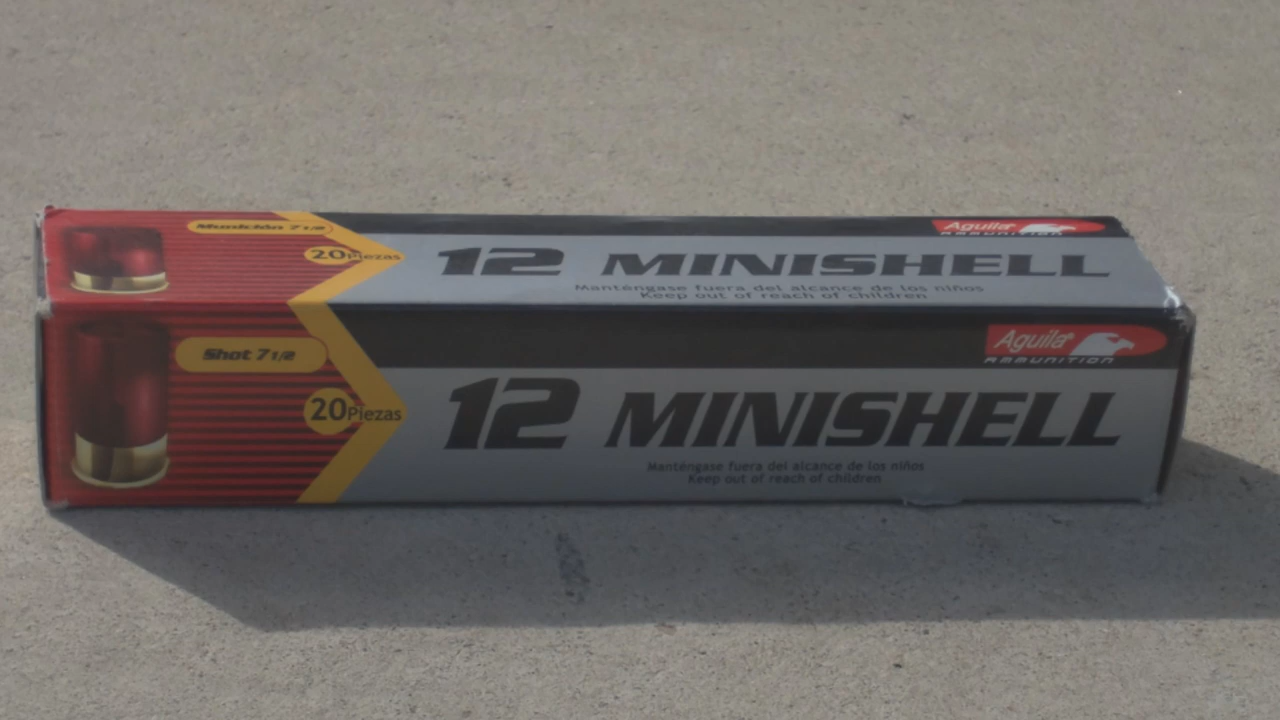 Munición 7 1/2
20 Piezas
12 MINISHELL
Aguila®
AMMUNITION
Manténgase fuera del alcance de los niños
Keep out of reach of children
Shot 7 1/2
20 Piezas
12 MINISHELL
Aguila®
AMMUNITION
Manténgase fuera del alcance de los niños
Keep out of reach of children